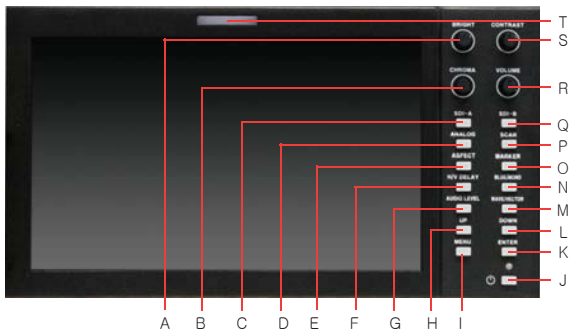 T
BRIGHT CONTRAST
S
CHROMA VOLUME
R
SDI-A SDI-B
Q
ANALOG SCAN
P
ASPECT MARKER
O
H/V DELAY BLUE/MONO
N
AUDIO LEVEL WAVE/VECTOR
M
UP DOWN
L
MENU ENTER
K
J
A B C D E F G H I